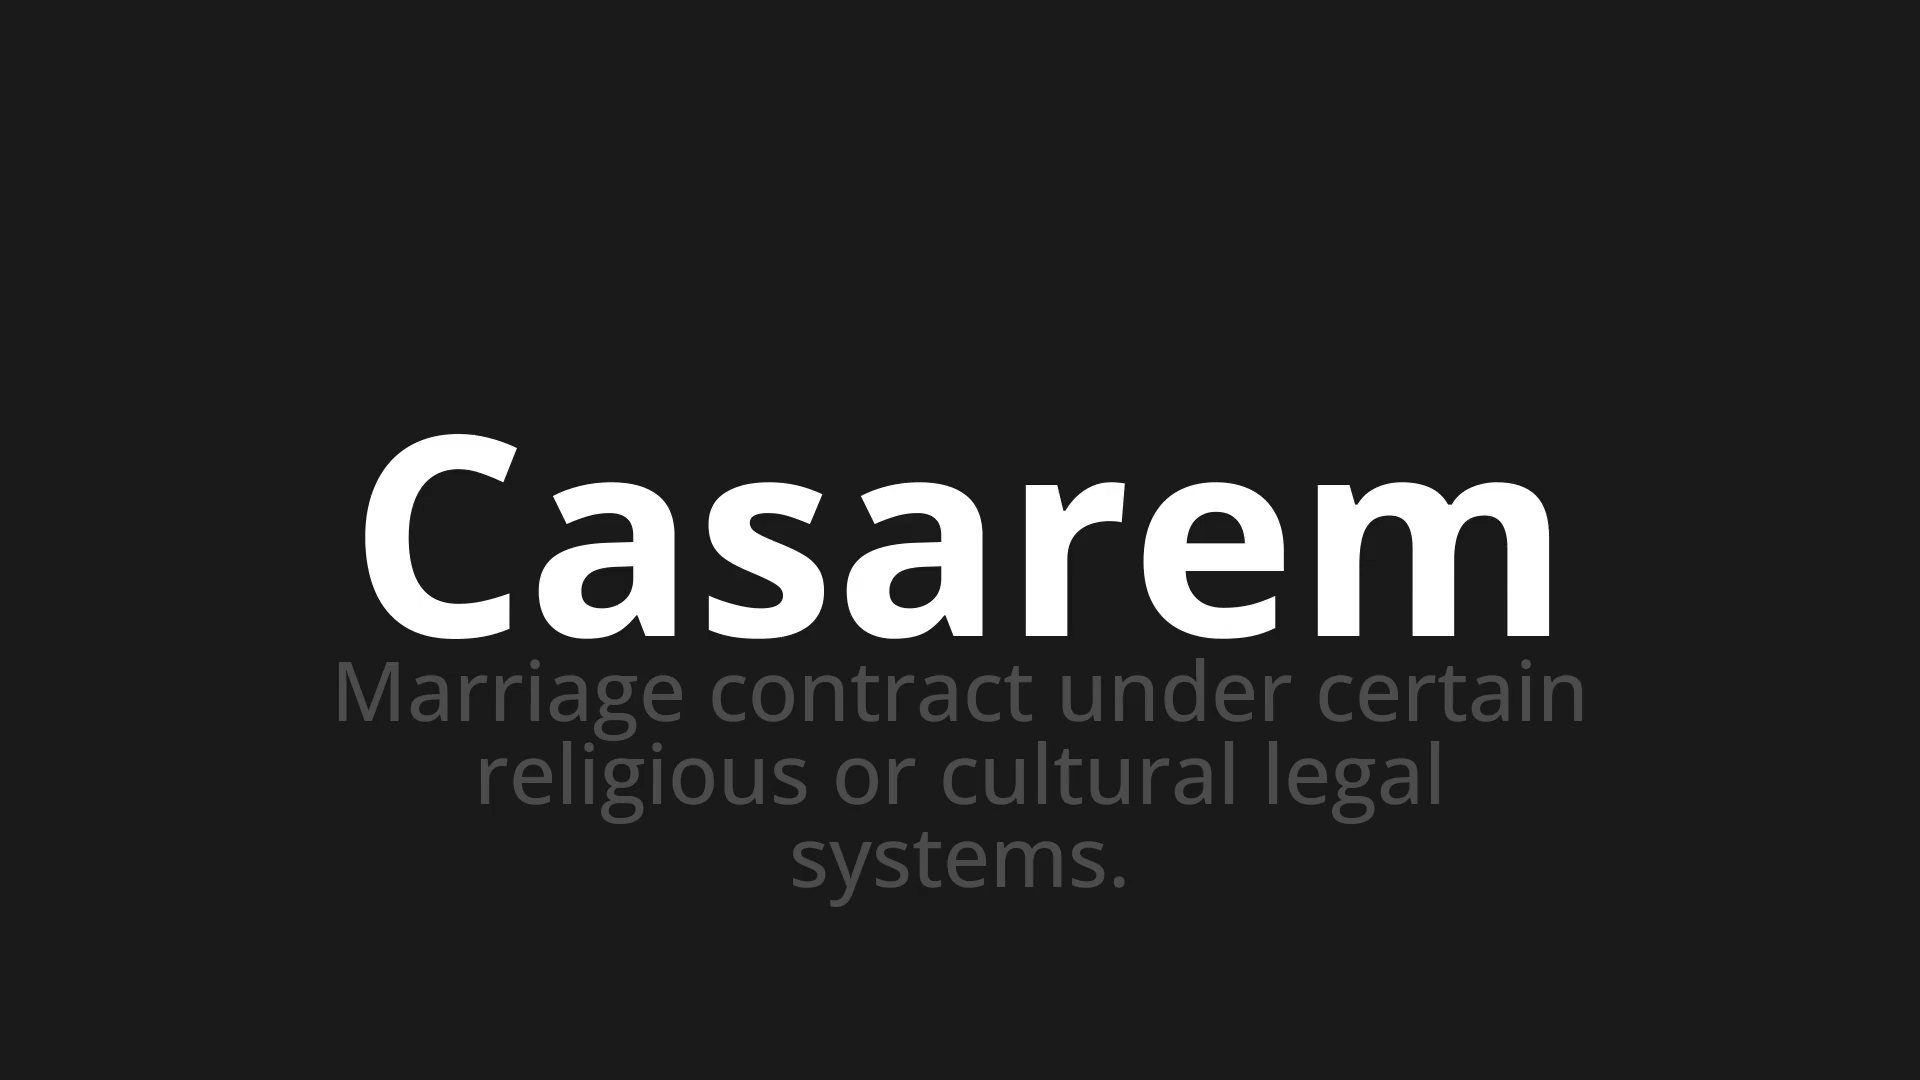 Casarem
Marriage contract under certain
religious or cultural legal
systems.